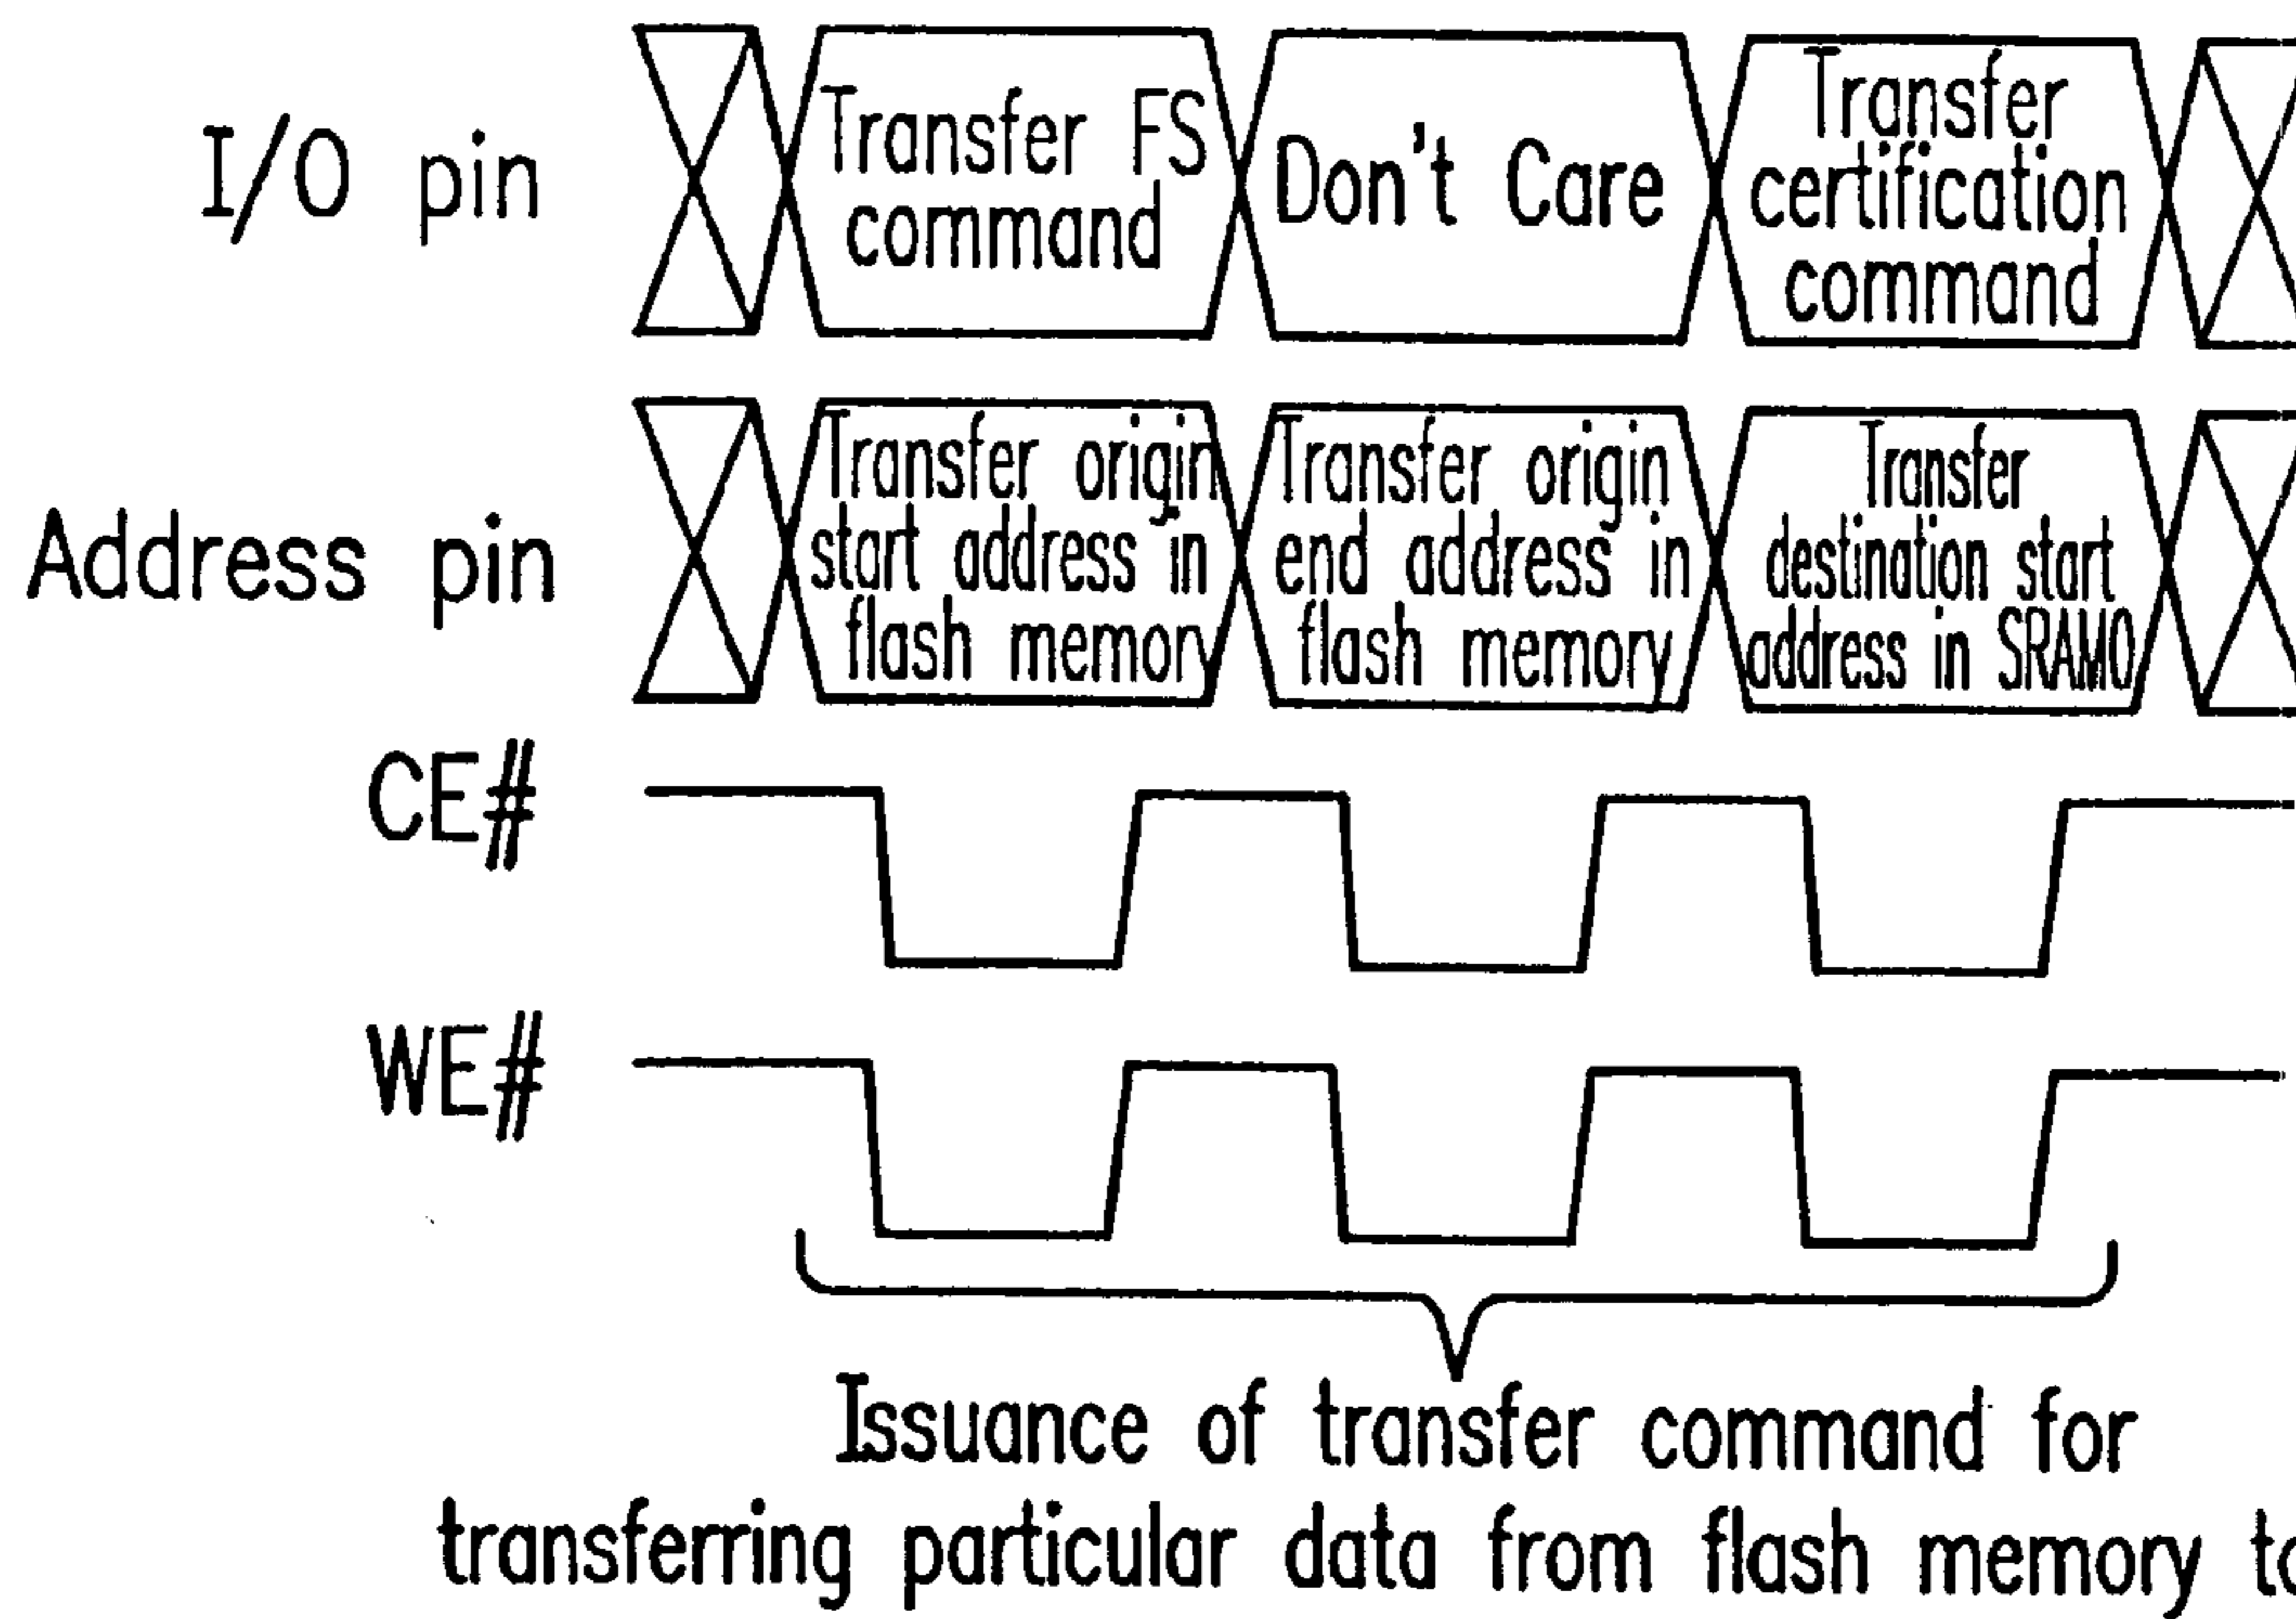 I/O pin
Transfer FS
command
Don't Care
Transfer
certification
command
Address pin
Transfer origin
start address in
flash memory
Transfer origin
end address in
flash memory
Transfer
destination start
address in SRAM0
CE#
WE#
Issuance of transfer command for
transferring particular data from flash memory